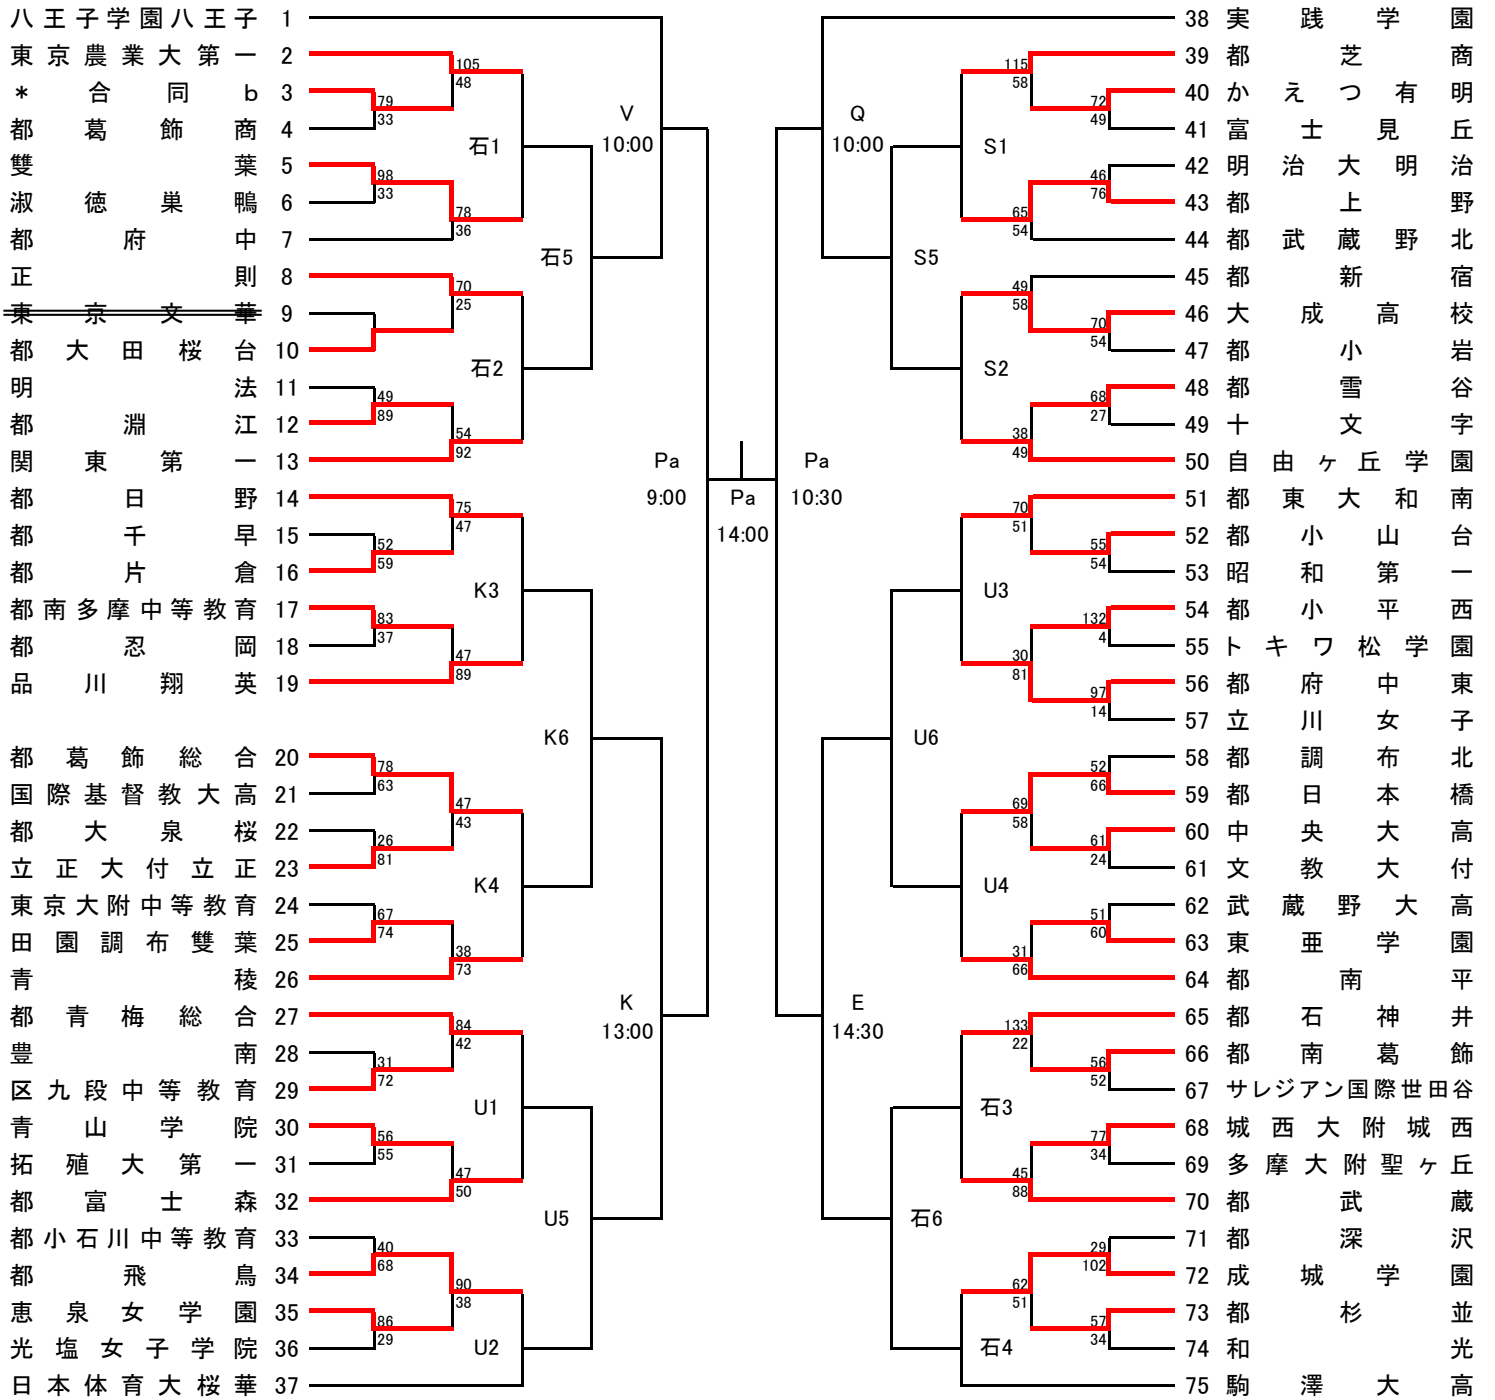 八王子学園八王子 1
東京農業大第一 2
* 合同b 3
都葛飾商 4
雙葉 5
淑徳巣鴨 6
都府中 7
正則 8
東京文華 9
都大田桜台 10
明法 11
都淵江 12
関東第一 13
都日野 14
都千早 15
都片倉 16
都南多摩中等教育 17
都忍岡 18
品川翔英 19
都葛飾総合 20
国際基督教大高 21
都大泉桜 22
立正大付立正 23
東京大附中等教育 24
田園調布雙葉 25
青稜 26
都青梅総合 27
豊南 28
区九段中等教育 29
青山学院 30
拓殖大第一 31
都富士森 32
都小石川中等教育 33
都飛鳥 34
恵泉女学園 35
光塩女子学院 36
日本体育大桜華 37
105
48
79
33
98
33
78
36
70
25
49
89
54
92
75
47
52
59
83
37
47
89
78
63
47
43
26
81
67
74
38
73
84
42
31
72
56
55
47
50
40
68
90
38
86
29
石1
石2
石5
K3
K4
K6
U1
U2
U5
V
10:00
K
13:00
Pa
9:00
Pa
14:00
Pa
10:30
Q
10:00
E
14:30
S1
S2
S5
U3
U4
U6
石3
石4
石6
115
58
72
49
46
76
65
54
49
58
70
54
68
27
38
49
70
51
55
54
132
4
30
81
97
14
52
66
69
58
61
24
51
60
31
66
133
22
56
52
77
34
45
88
29
102
62
51
57
34
38 実践学園
39 都芝商
40 かえつ有明
41 富士見丘
42 明治大明治
43 都上野
44 都武蔵野北
45 都新宿
46 大成高校
47 都小岩
48 都雪谷
49 十文字
50 自由ヶ丘学園
51 都東大和南
52 都小山台
53 昭和第一
54 都小平西
55 トキワ松学園
56 都府中東
57 立川女子
58 都調布北
59 都日本橋
60 中央大高
61 文教大付
62 武蔵野大高
63 東亜学園
64 都南平
65 都石神井
66 都南葛飾
67 サレジアン国際世田谷
68 城西大附城西
69 多摩大附聖ヶ丘
70 都武蔵
71 都深沢
72 成城学園
73 都杉並
74 和光
75 駒澤大高